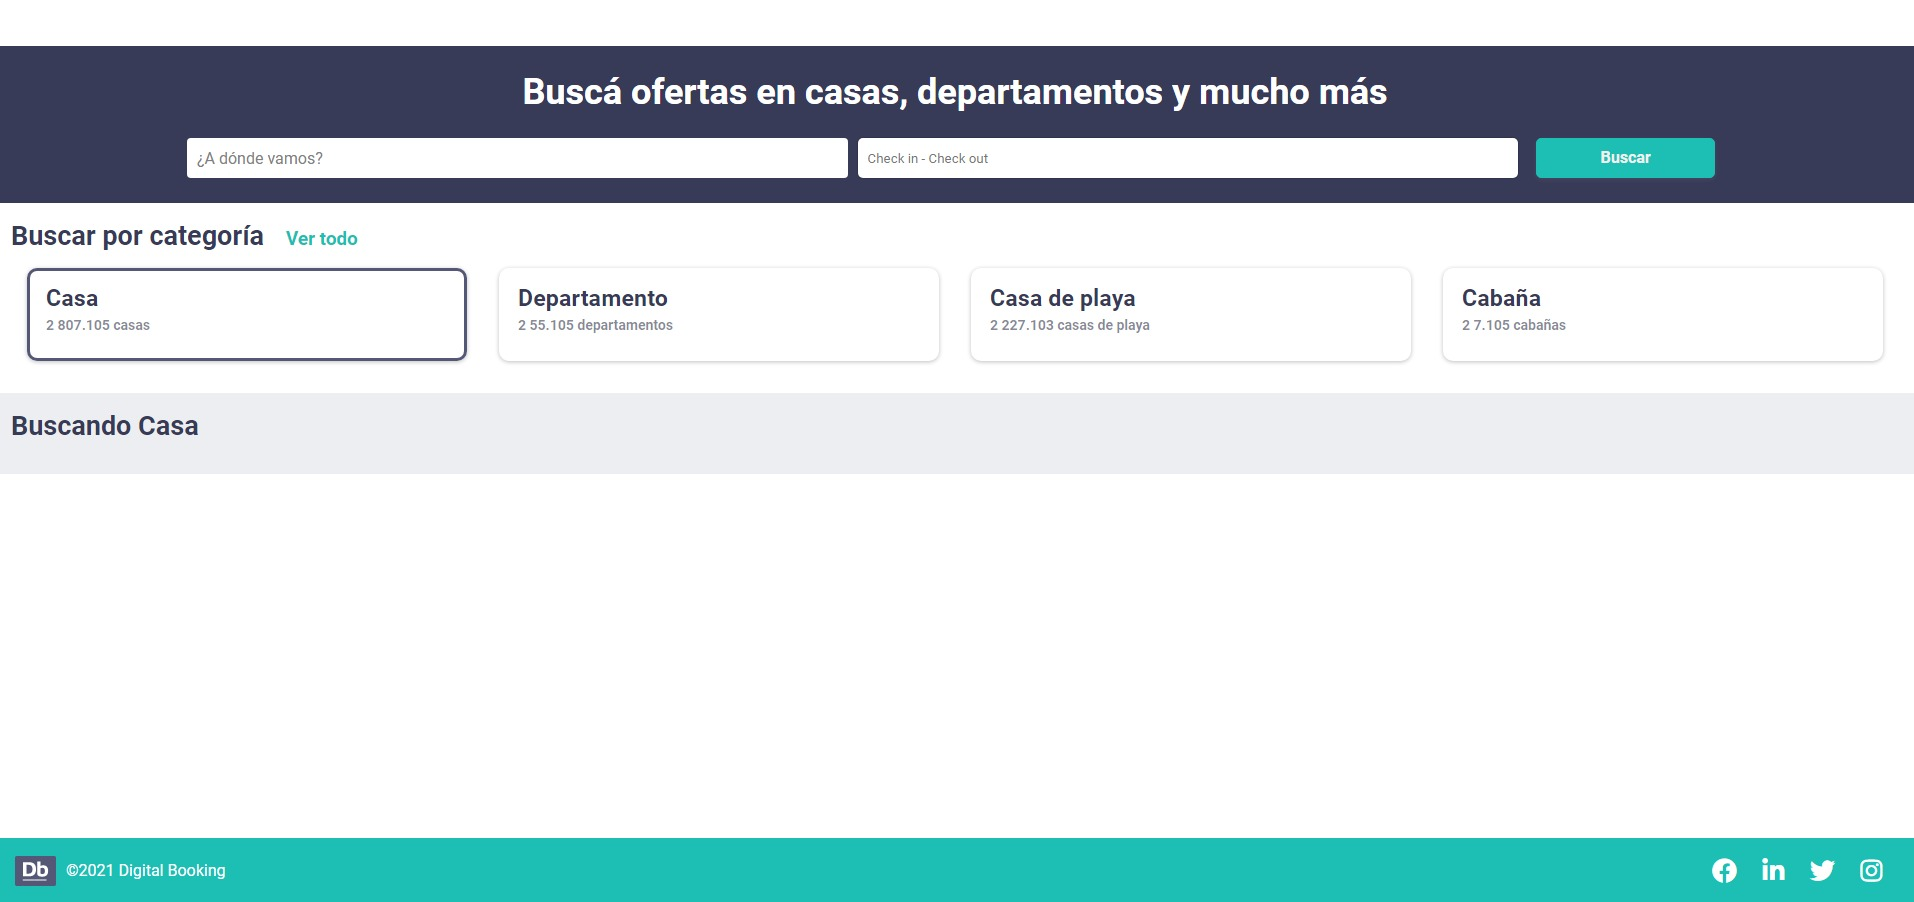 Buscá ofertas en casas, departamentos y mucho más
¿A dónde vamos?
Check in - Check out
Buscar
Buscar por categoría
Ver todo
Casa
2 807.105 casas
Departamento
2 55.105 departamentos
Casa de playa
2 227.103 casas de playa
Cabaña
2 7.105 cabañas
Buscando Casa
Db
©2021 Digital Booking